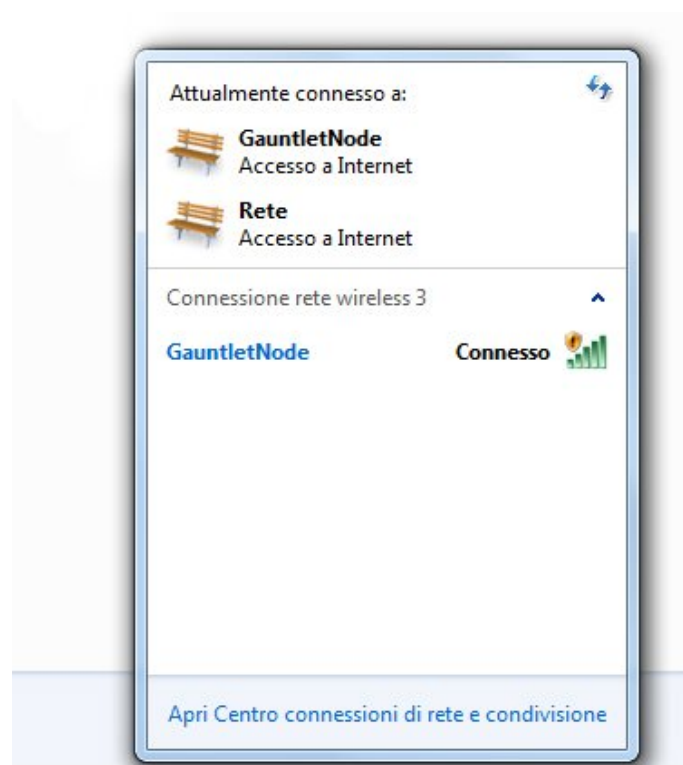 Attualmente connesso a:
GauntletNode
Accesso a Internet
Rete
Accesso a Internet
Connessione rete wireless 3
GauntletNode Connesso
Apri Centro connessioni di rete e condivisione